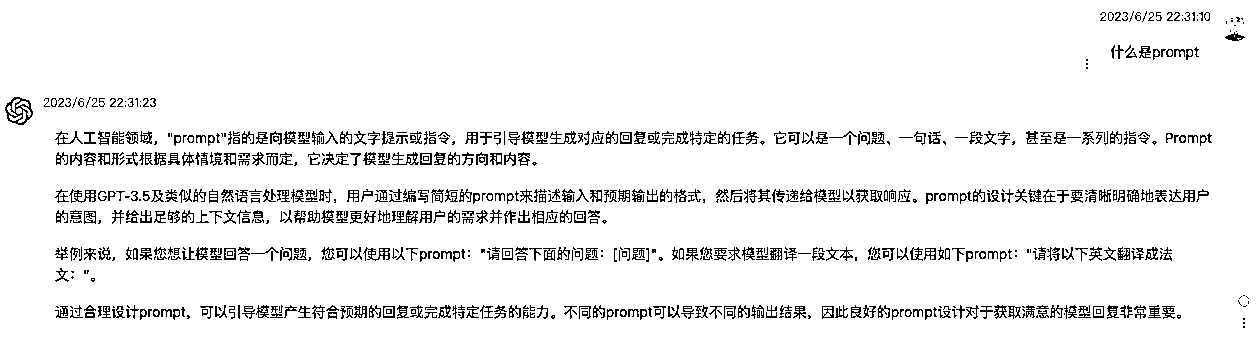 2023/6/25 22:31:10
什么是prompt
2023/6/25 22:31:23
在人工智能领域，"prompt"指的是向模型输入的文字提示或指令，用于引导模型生成对应的回复或完成特定的任务。它可以是一个问题、一句话、一段文字，甚至是一系列的指令。Prompt
的内容和形式根据具体情境和需求而定，它决定了模型生成回复的方向和内容。
在使用GPT-3.5及类似的自然语言处理模型时，用户通过编写简短的prompt来描述输入和预期输出的格式，然后将其传递给模型以获取响应。prompt的设计关键在于要清晰明确地表达用户
的意图，并给出足够的上下文信息，以帮助模型更好地理解用户的需求并作出相应的回答。
举例来说，如果您想让模型回答一个问题，您可以使用以下prompt："请回答下面的问题：[问题]"。如果您要求模型翻译一段文本，您可以使用如下prompt："请将以下英文翻译成法
文："。
通过合理设计prompt，可以引导模型产生符合预期的回复或完成特定任务的能力。不同的prompt可以导致不同的输出结果，因此良好的prompt设计对于获取满意的模型回复非常重要。